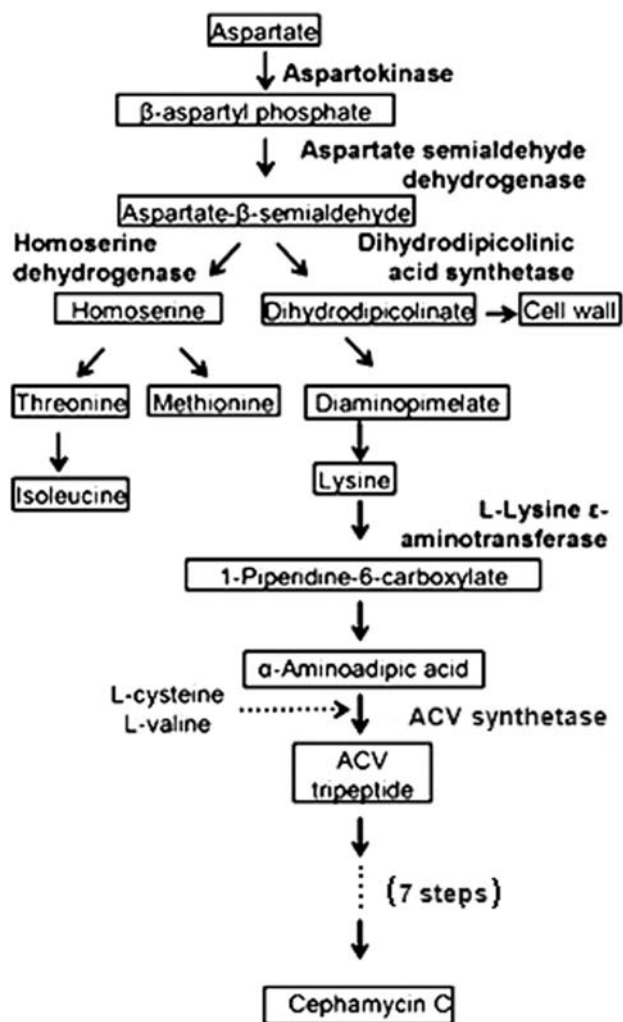 Aspartate
Aspartokinase
β-aspartyl phosphate
Aspartate semialdehyde
dehydrogenase
Aspartate-β-semialdehyde
Homoserine
dehydrogenase
Dihydrodipicolinic
acid synthetase
Homoserine
Dihydrodipicolinate
Cell wall
Threonine
Methionine
Diaminopimelate
Isoleucine
Lysine
L-Lysine ε-
aminotransferase
1-Piperidine-6-carboxylate
α-Aminoadipic acid
L-cysteine
L-valine
ACV synthetase
ACV
tripeptide
(7 steps)
Cephamycin C